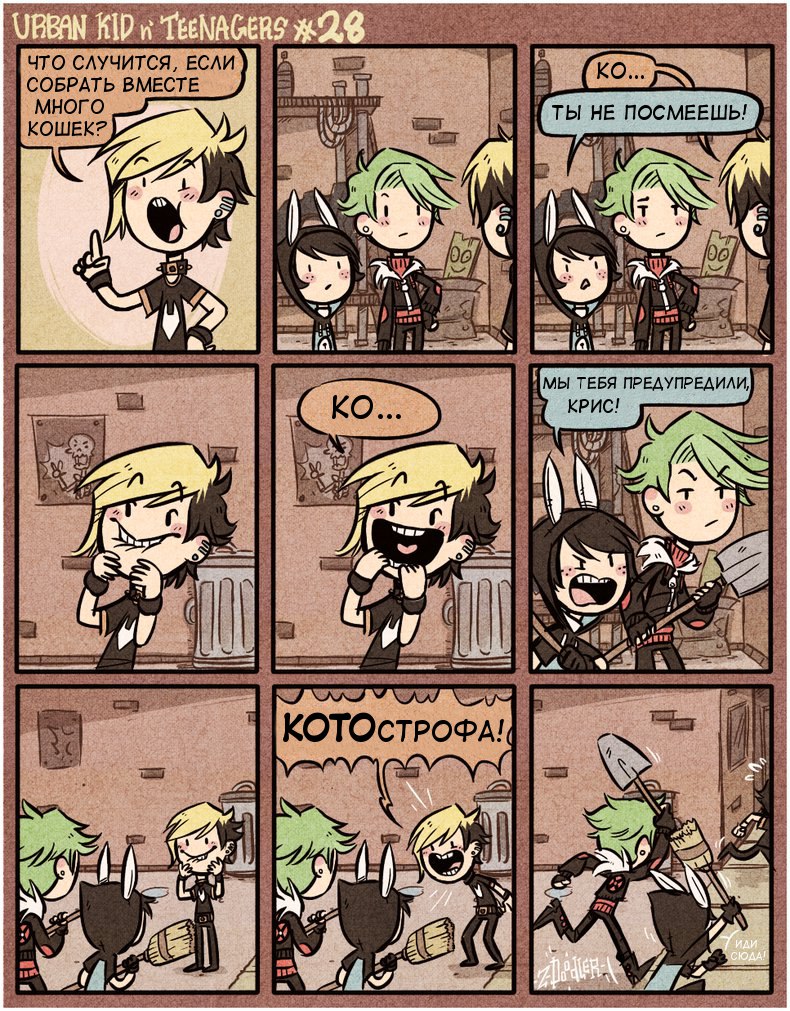 URBAN KID n' TEENAGERS #28
ЧТО СЛУЧИТСЯ, ЕСЛИ
СОБРАТЬ ВМЕСТЕ
МНОГО
КОШЕК?
КО...
ТЫ НЕ ПОСМЕЕШЬ!
КО...
МЫ ТЕБЯ ПРЕДУПРЕДИЛИ,
КРИС!
КОТОСТРОФА!
ИДИ
СЮДА!